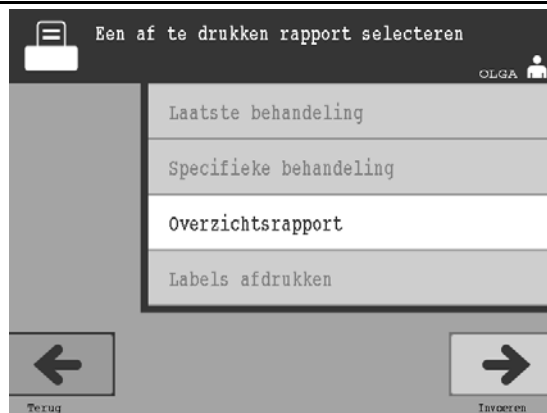 Een af te drukken rapport selecteren
OLGA
Laatste behandeling
Specifieke behandeling
Overzichtsrapport
Labels afdrukken
Terug
Invoeren